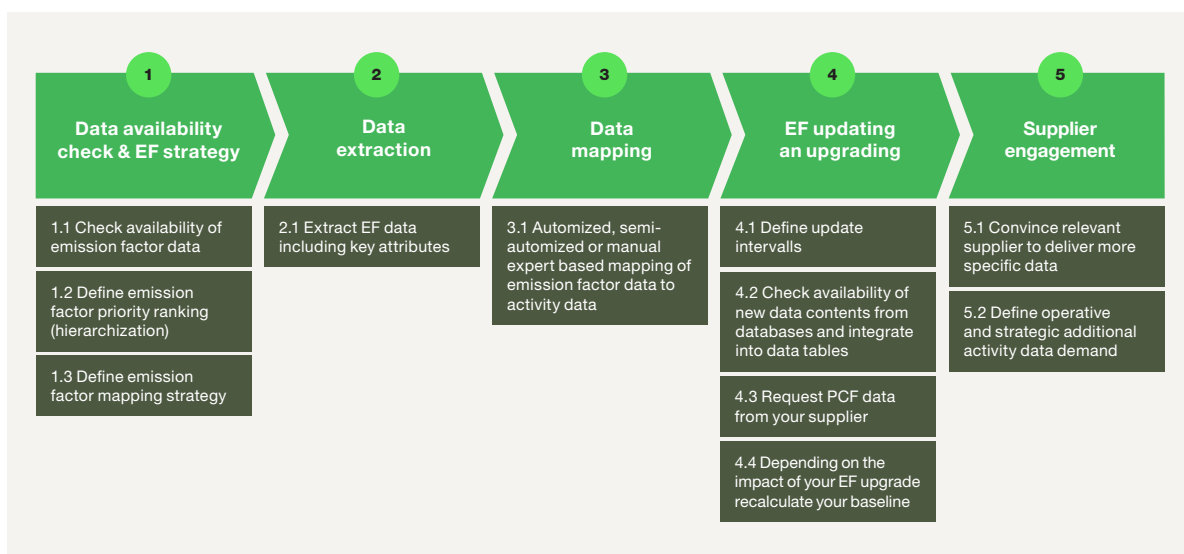 1
Data availability
check & EF strategy
1.1 Check availability of
emission factor data
1.2 Define emission
factor priority ranking
(hierarchization)
1.3 Define emission
factor mapping strategy
2
Data
extraction
2.1 Extract EF data
including key attributes
3
Data
mapping
3.1 Automized, semi-
automized or manual
expert based mapping of
emission factor data to
activity data
4
EF updating
an upgrading
4.1 Define update
intervalls
4.2 Check availability of
new data contents from
databases and integrate
into data tables
4.3 Request PCF data
from your supplier
4.4 Depending on the
impact of your EF upgrade
recalculate your baseline
5
Supplier
engagement
5.1 Convince relevant
supplier to deliver more
specific data
5.2 Define operative
and strategic additional
activity data demand